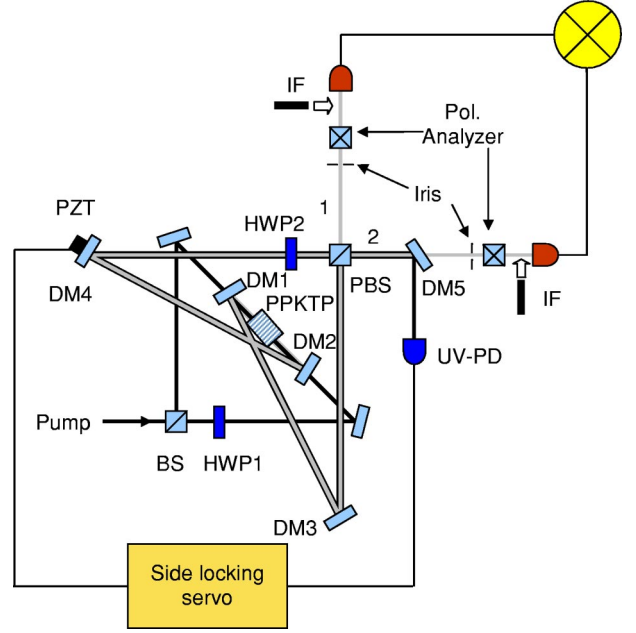 IF
Pol.
Analyzer
Iris
PZT
HWP2
1
2
DM1
DM4
PPKTP
PBS
DM5
IF
DM2
UV-PD
Pump
BS
HWP1
DM3
Side locking
servo